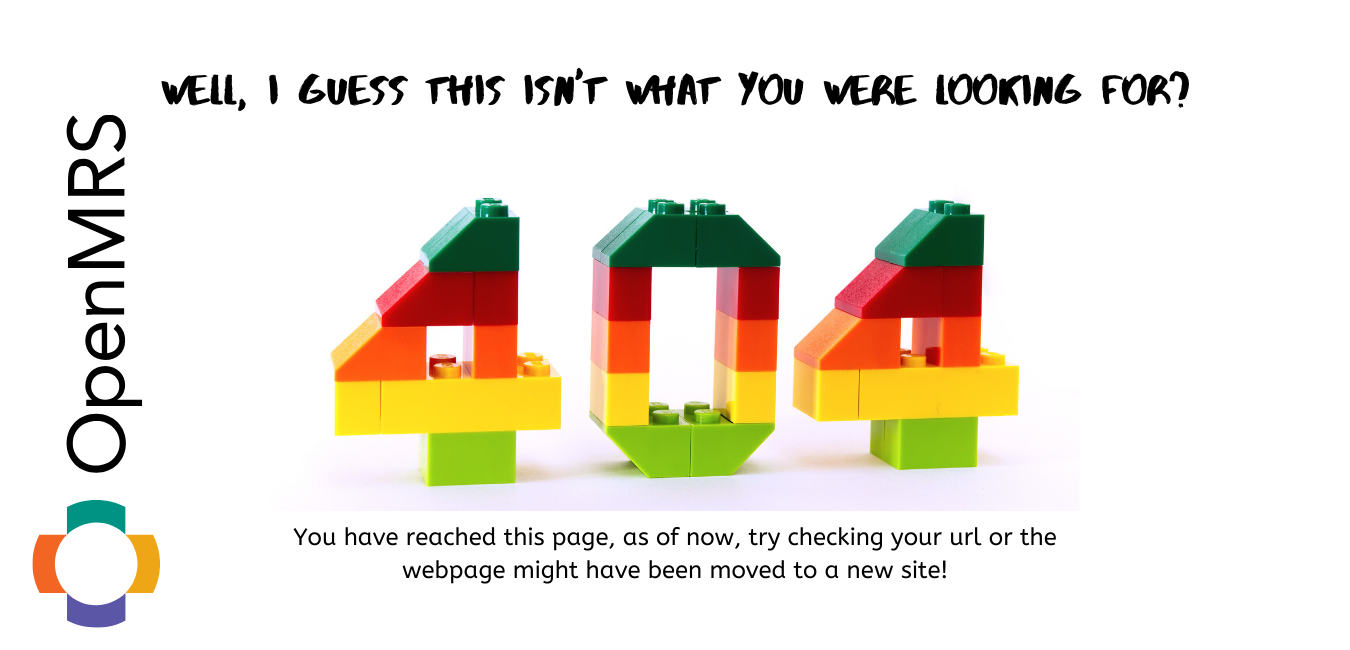 WELL, I GUESS THIS ISN'T WHAT YOU WERE LOOKING FOR?
OpenMRS
404
You have reached this page, as of now, try checking your url or the
webpage might have been moved to a new site!